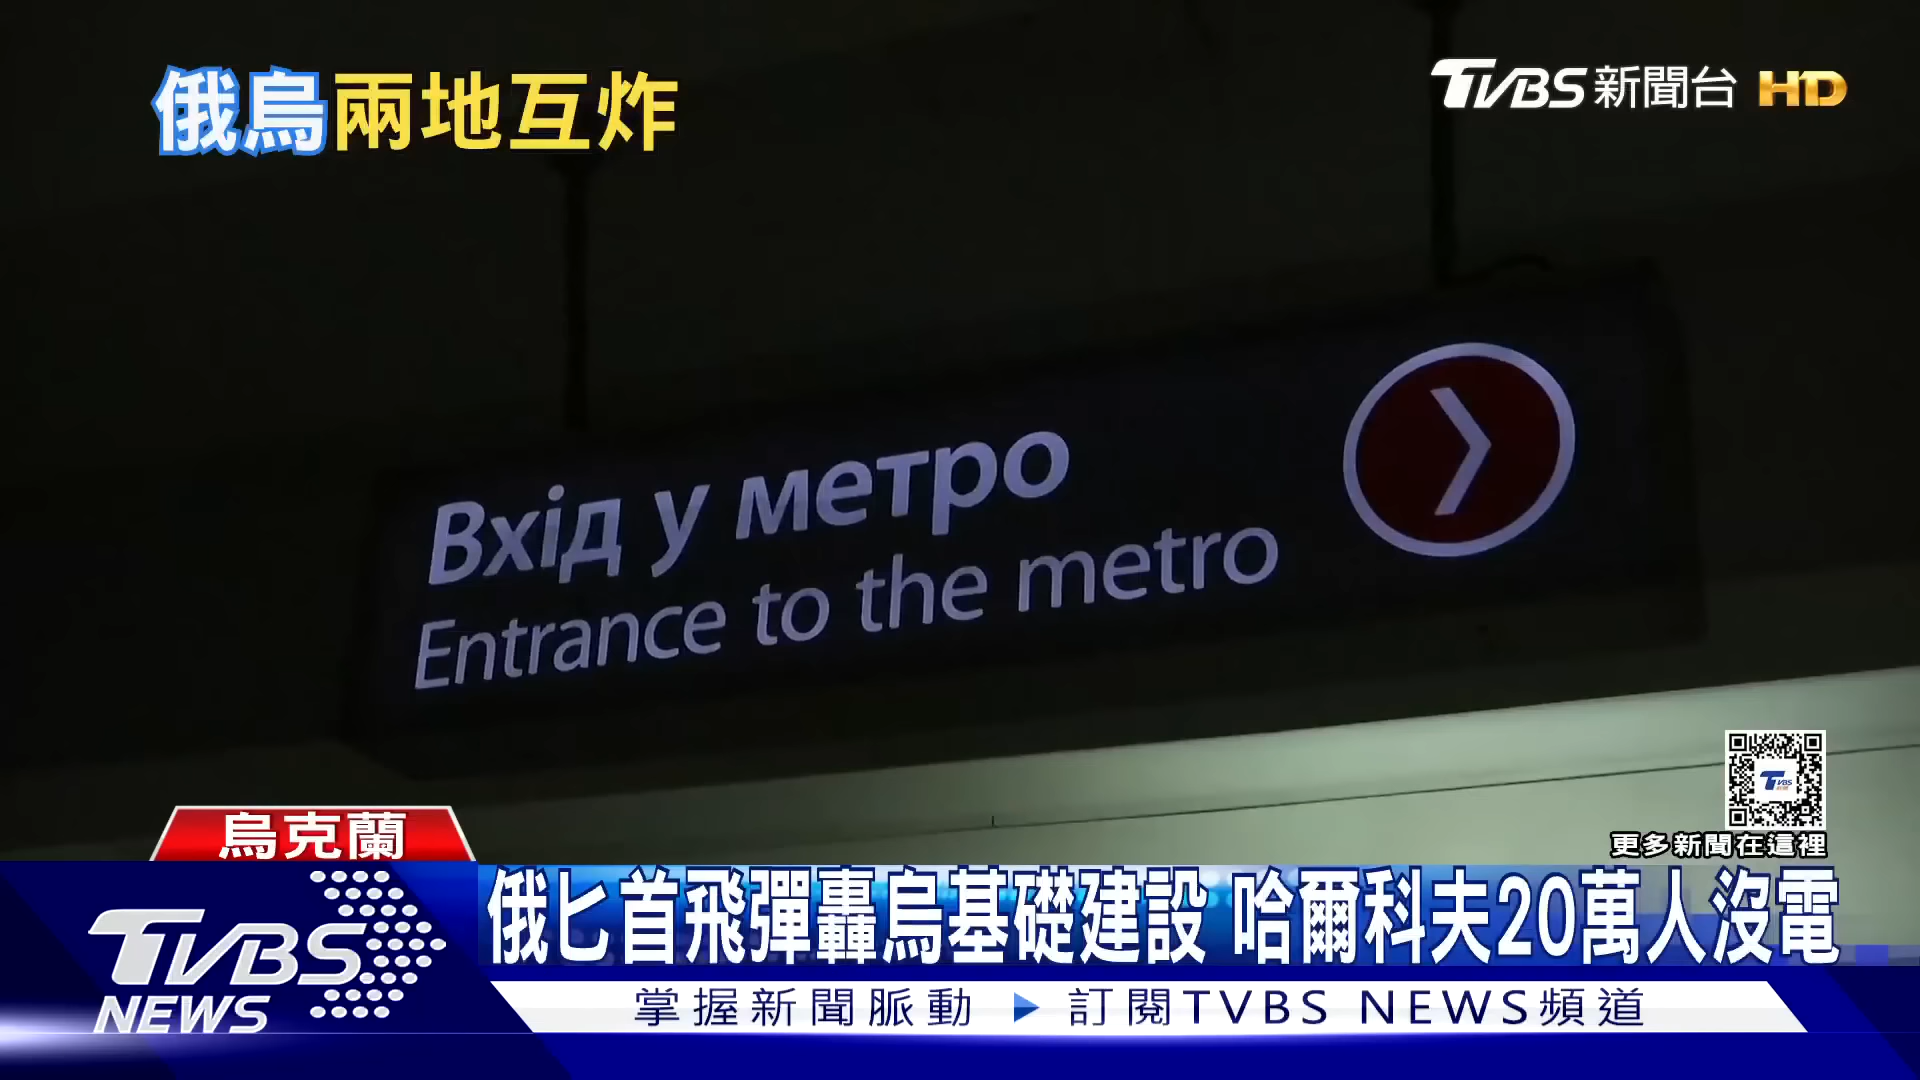 俄烏兩地互炸
TVBS新聞台 HD
Вхід у метро
Entrance to the metro
TVBS
新聞
更多新聞在這裡
烏克蘭
俄匕首飛彈轟烏基礎建設 哈爾科夫20萬人沒電
TVBS
NEWS
掌握新聞脈動 ▶ 訂閱TVBS NEWS頻道